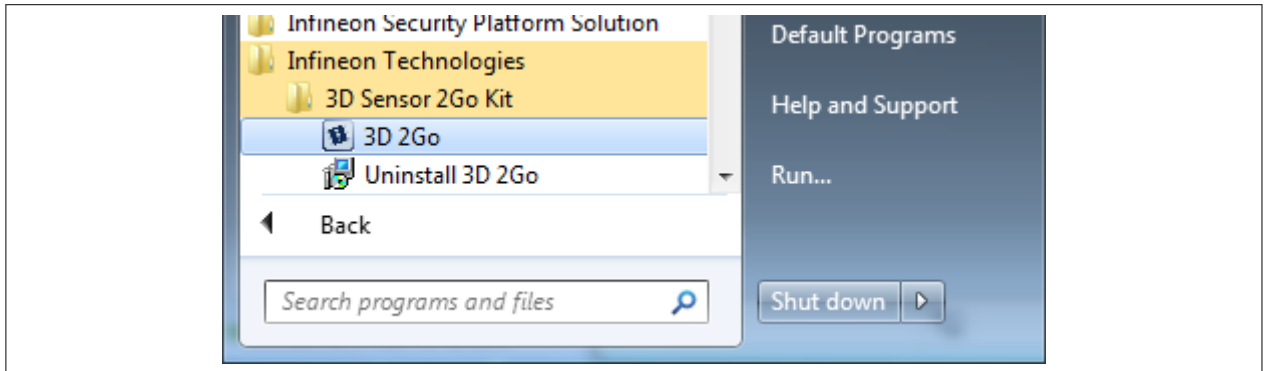 Infineon Security Platform Solution
Infineon Technologies
3D Sensor 2Go Kit
3D 2Go
Uninstall 3D 2Go
Back
Search programs and files
Default Programs
Help and Support
Run...
Shut down